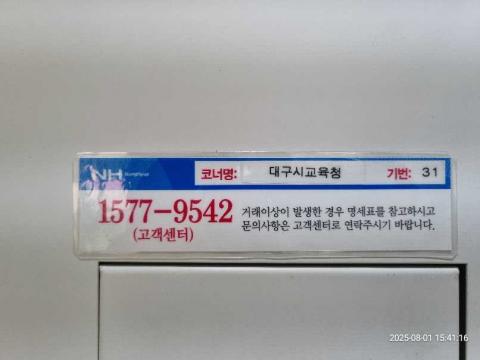 NH 코너명: 대구시교육청 기번: 31
1577-9542 거래이상이 발생한 경우 명세표를 참고하시고
(고객센터) 문의사항은 고객센터로 연락주시기 바랍니다.
2025-08-01 15:41:16